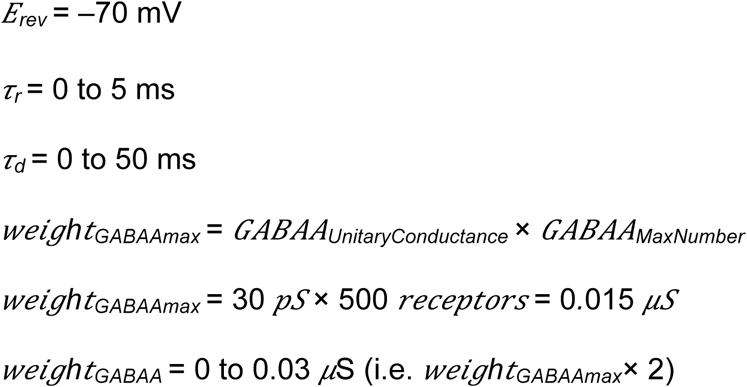 E_rev = –70 mV
τ_r = 0 to 5 ms
τ_d = 0 to 50 ms
weight_GABAAmax = GABAA_UnitaryConductance × GABAA_MaxNumber
weight_GABAAmax = 30 pS × 500 receptors = 0.015 μS
weight_GABAA = 0 to 0.03 μS (i.e. weight_GABAAmax× 2)